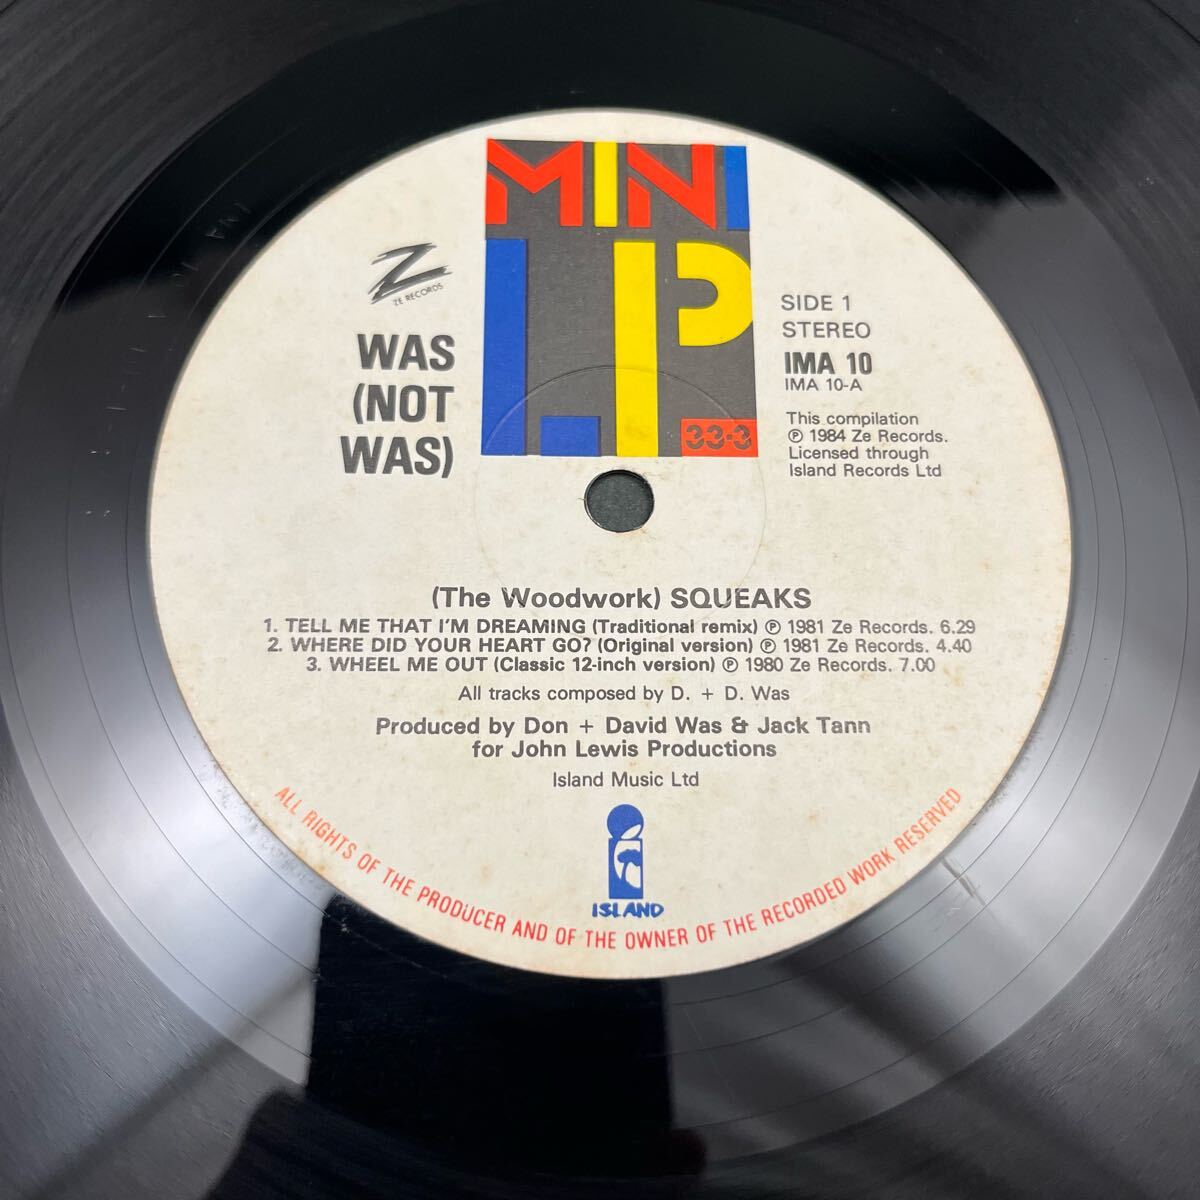 MINI
LP
33·3
ZE RECORDS
WAS
(NOT
WAS)
SIDE 1
STEREO
IMA 10
IMA 10-A
This compilation
℗ 1984 Ze Records.
Licensed through
Island Records Ltd
(The Woodwork) SQUEAKS
1. TELL ME THAT I'M DREAMING (Traditional remix) ℗ 1981 Ze Records. 6.29
2. WHERE DID YOUR HEART GO? (Original version) ℗ 1981 Ze Records. 4.40
3. WHEEL ME OUT (Classic 12-inch version) ℗ 1980 Ze Records. 7.00
All tracks composed by D. + D. Was
Produced by Don + David Was & Jack Tann
for John Lewis Productions
Island Music Ltd
ISLAND
ALL RIGHTS OF THE PRODUCER AND OF THE OWNER OF THE RECORDED WORK RESERVED